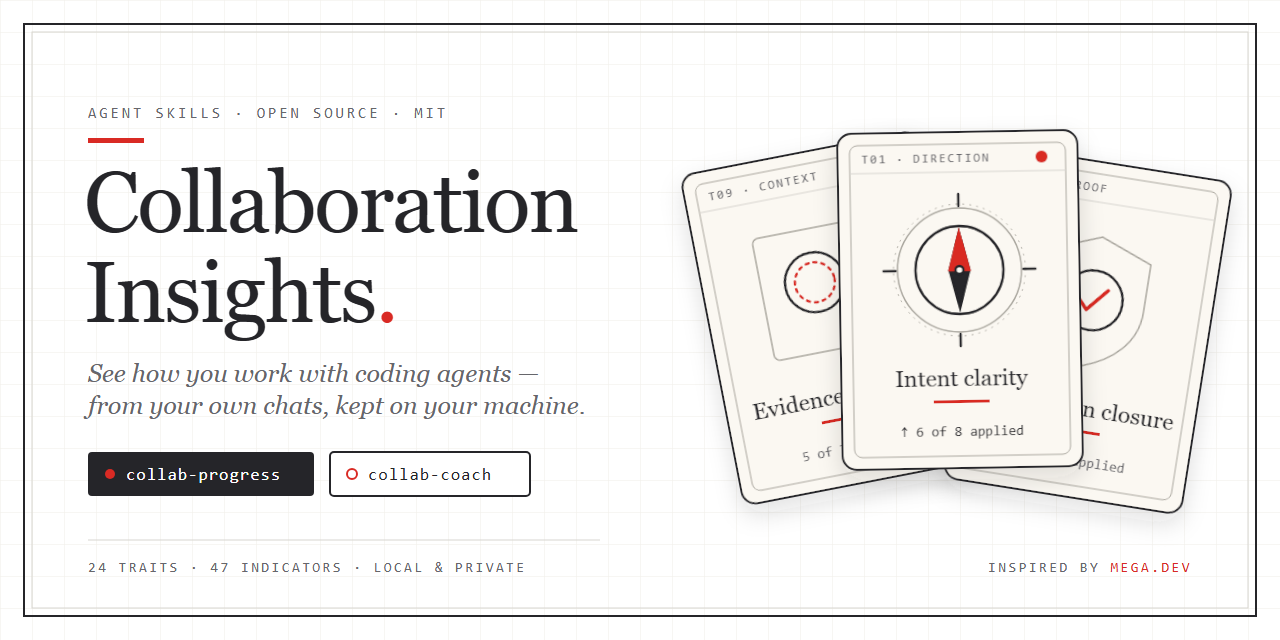 AGENT SKILLS · OPEN SOURCE · MIT
Collaboration
Insights.
See how you work with coding agents —
from your own chats, kept on your machine.
collab-progress
collab-coach
24 TRAITS · 47 INDICATORS · LOCAL & PRIVATE
T09 · CONTEXT
Evidence
5 of
T01 · DIRECTION
Intent clarity
↑ 6 of 8 applied
closure
INSPIRED BY MEGA.DEV